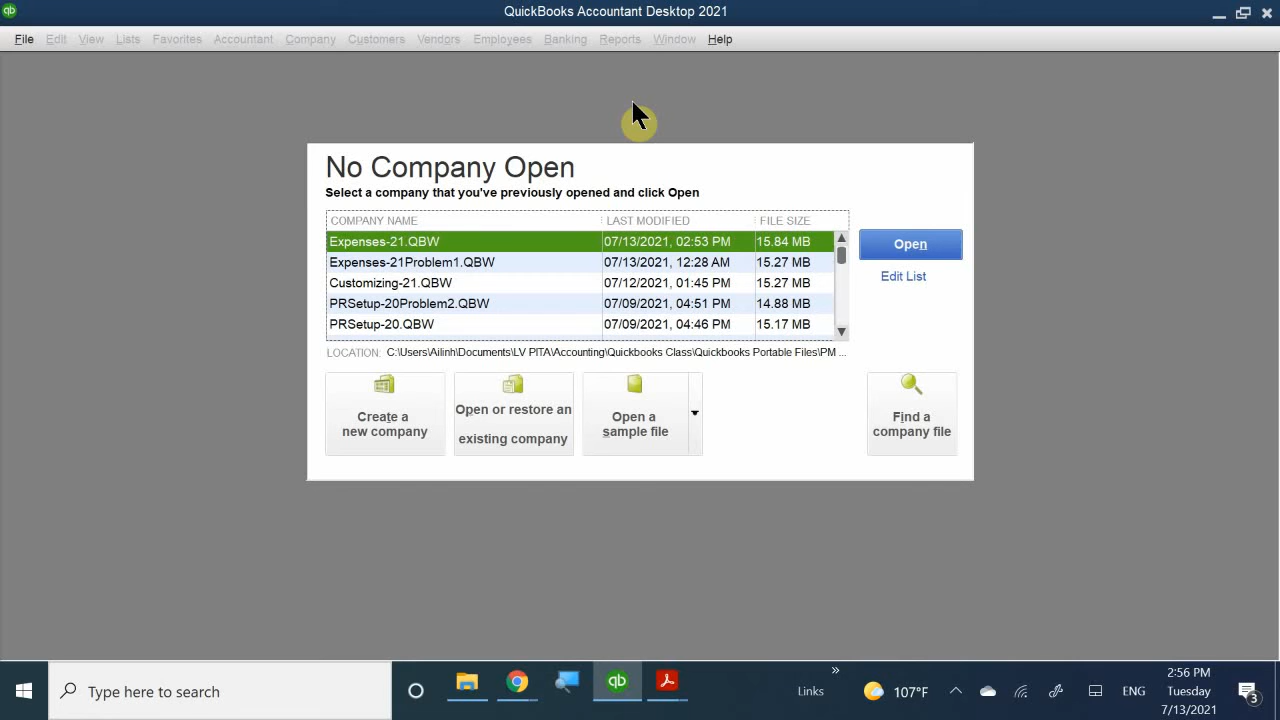 qb QuickBooks Accountant Desktop 2021
File Edit View Lists Favorites Accountant Company Customers Vendors Employees Banking Reports Window Help
No Company Open
Select a company that you've previously opened and click Open
COMPANY NAME LAST MODIFIED FILE SIZE
Expenses-21.QBW 07/13/2021, 02:53 PM 15.84 MB
Open
Expenses-21Problem1.QBW 07/13/2021, 12:28 AM 15.27 MB
Edit List
Customizing-21.QBW 07/12/2021, 01:45 PM 15.27 MB
PRSetup-20Problem2.QBW 07/09/2021, 04:51 PM 14.88 MB
PRSetup-20.QBW 07/09/2021, 04:46 PM 15.17 MB
LOCATION: C:\Users\Ailinh\Documents\LV PITA\Accounting\Quickbooks Class\Quickbooks Portable Files\PM ...
Create a
new company
Open or restore an
existing company
Open a
sample file
Find a
company file
Type here to search
qb
Links
107°F
ENG
2:56 PM
Tuesday
7/13/2021
3